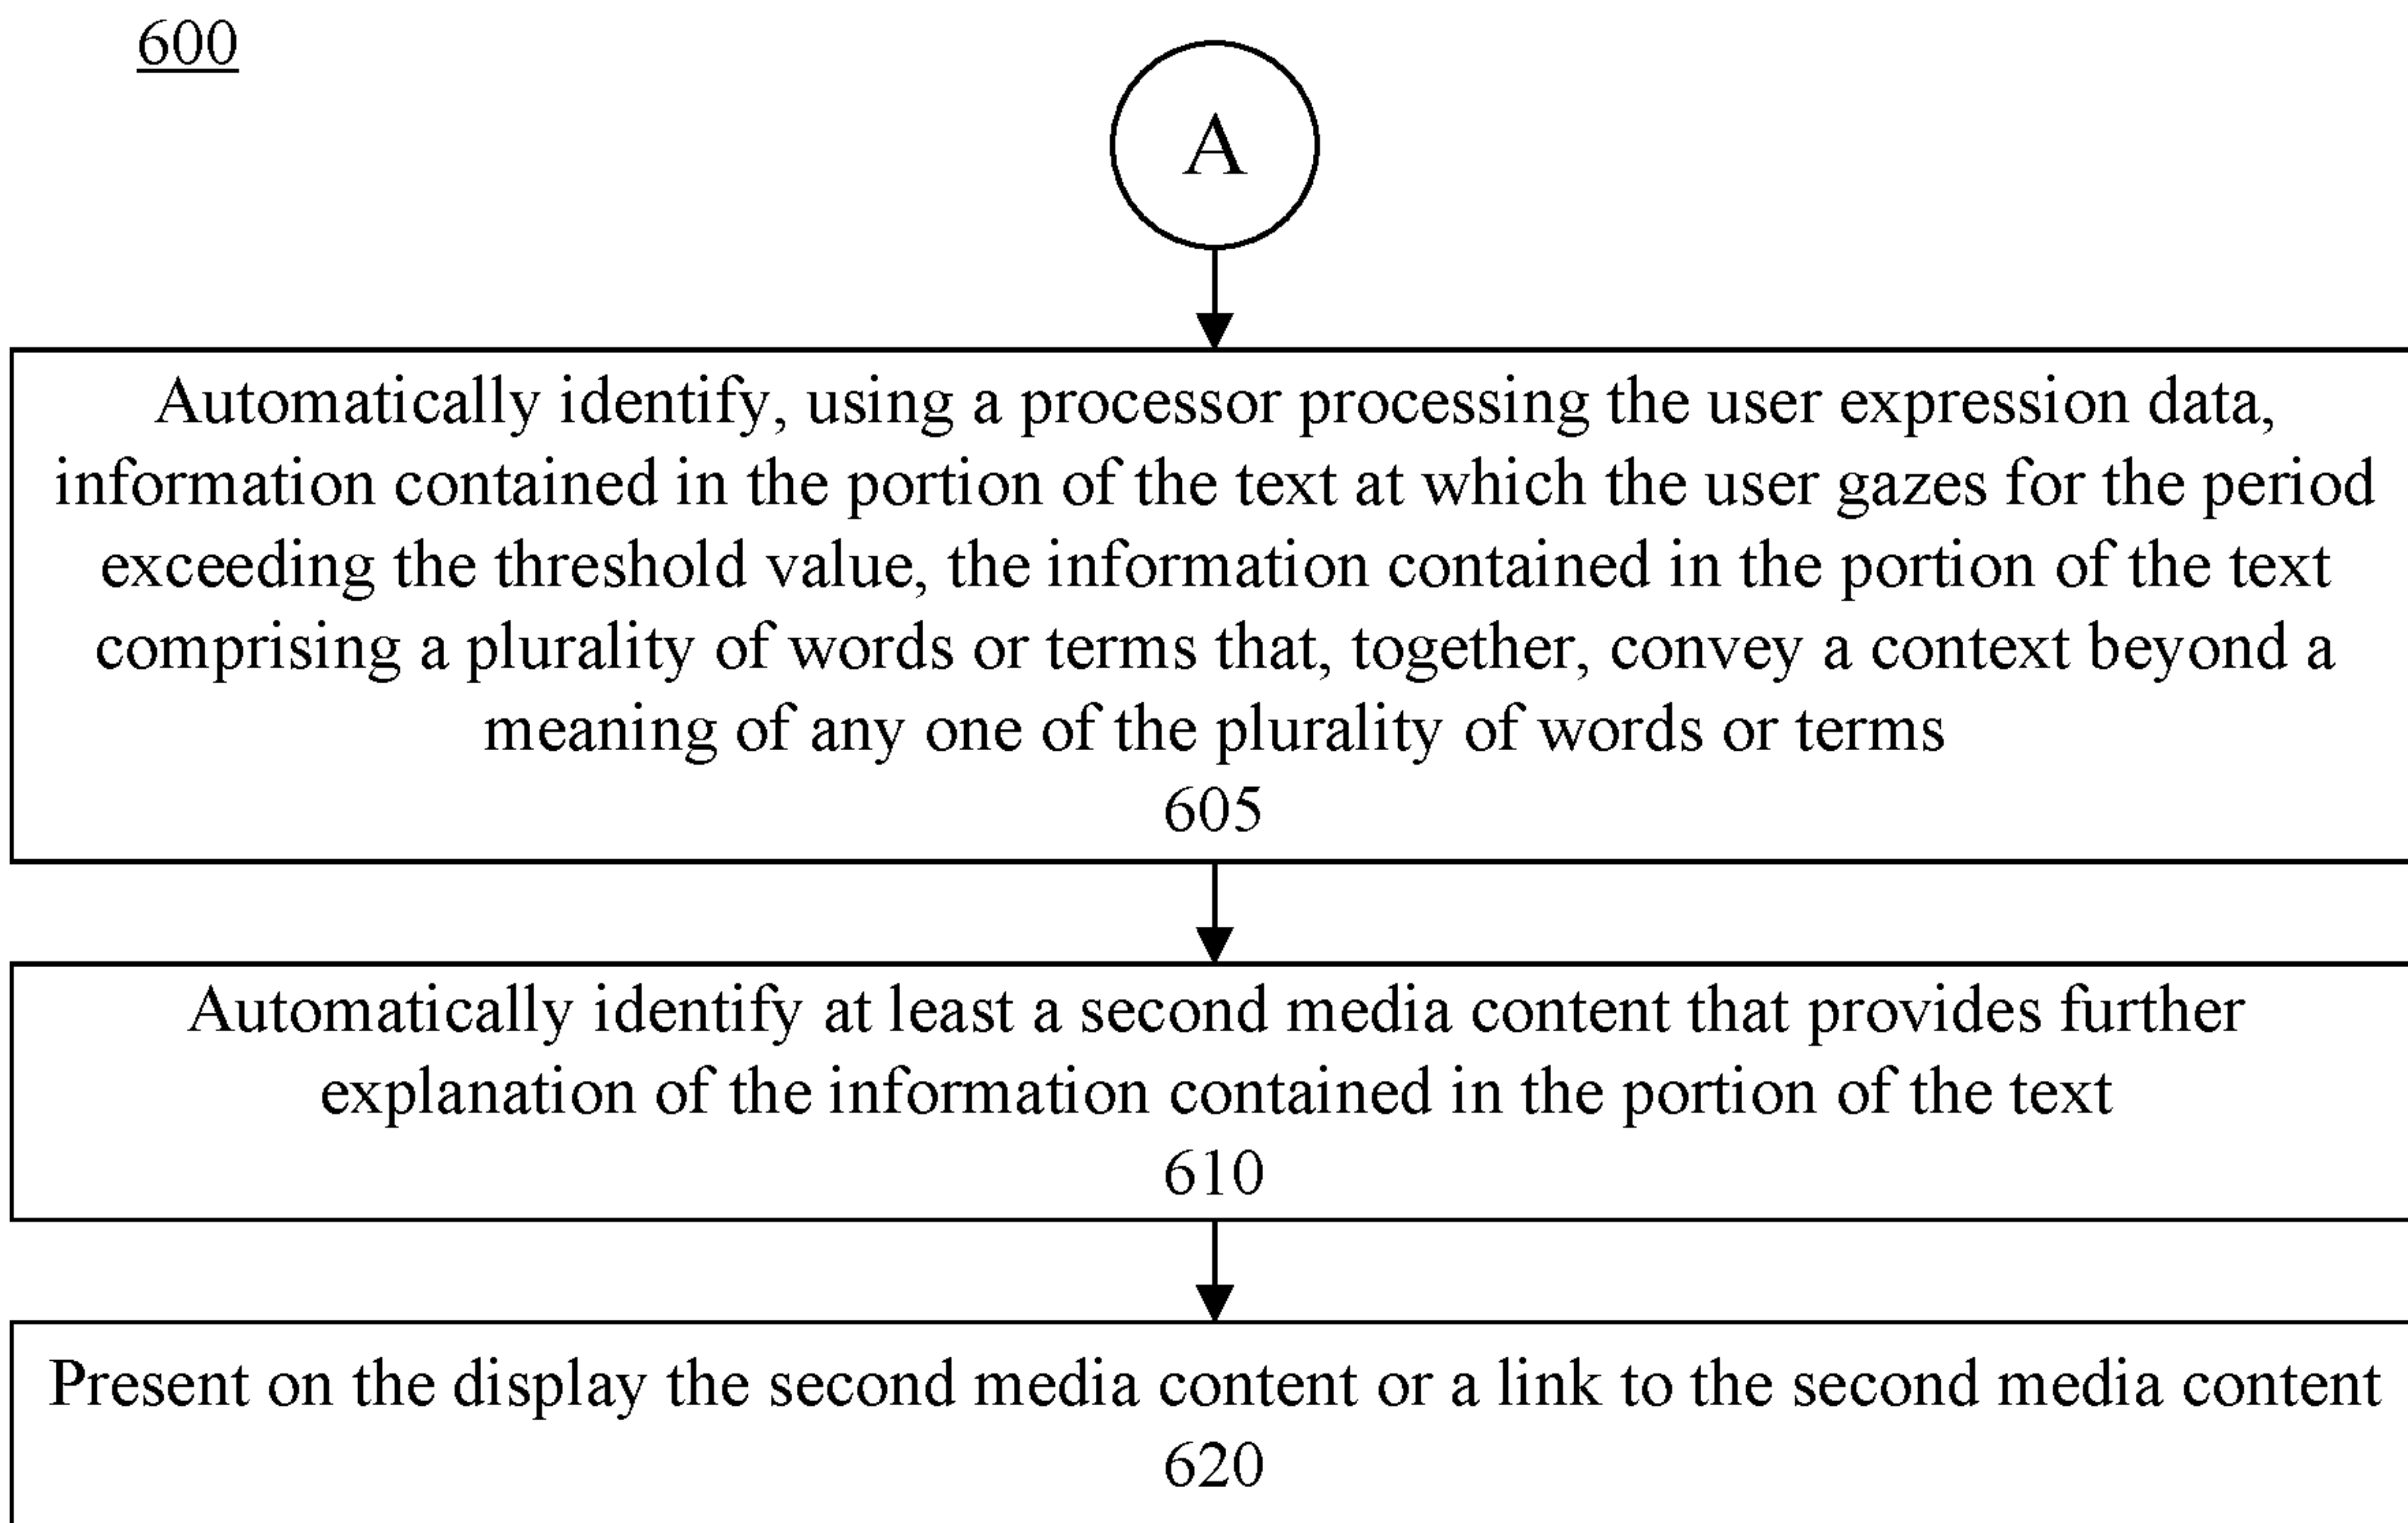 600
A
Automatically identify, using a processor processing the user expression data,
information contained in the portion of the text at which the user gazes for the period
exceeding the threshold value, the information contained in the portion of the text
comprising a plurality of words or terms that, together, convey a context beyond a
meaning of any one of the plurality of words or terms
605
Automatically identify at least a second media content that provides further
explanation of the information contained in the portion of the text
610
Present on the display the second media content or a link to the second media content
620